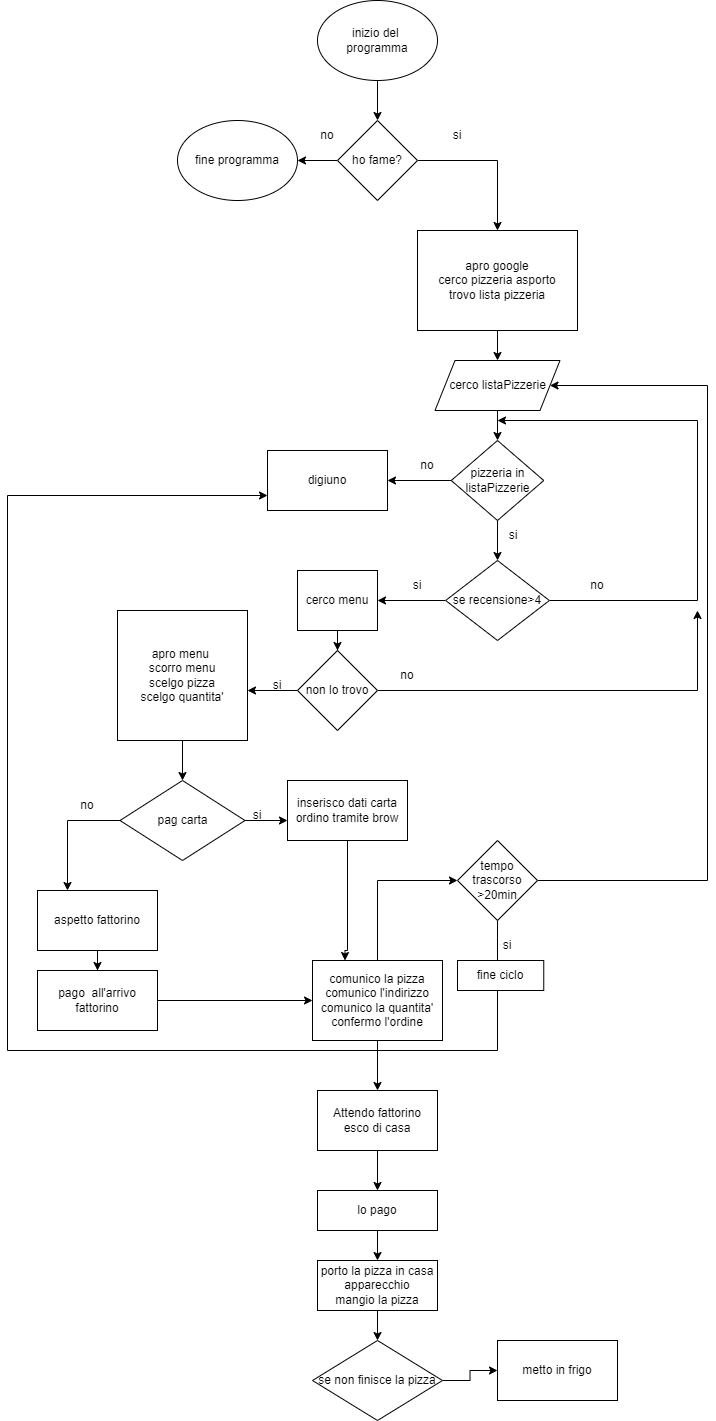 inizio del
programma
no
si
fine programma
ho fame?
apro google
cerco pizzeria asporto
trovo lista pizzeria
cerco listaPizzerie
no
pizzeria in
listaPizzerie
digiuno
si
si
no
cerco menu
se recensione>4
apro menu
scorro menu
scelgo pizza
scelgo quantita'
no
si
non lo trovo
no
si
inserisco dati carta
ordino tramite brow
pag carta
tempo
trascorso
>20min
aspetto fattorino
si
pago all'arrivo
fattorino
comunico la pizza
comunico l'indirizzo
comunico la quantita'
confermo l'ordine
fine ciclo
Attendo fattorino
esco di casa
lo pago
porto la pizza in casa
apparecchio
mangio la pizza
se non finisce la pizza
metto in frigo